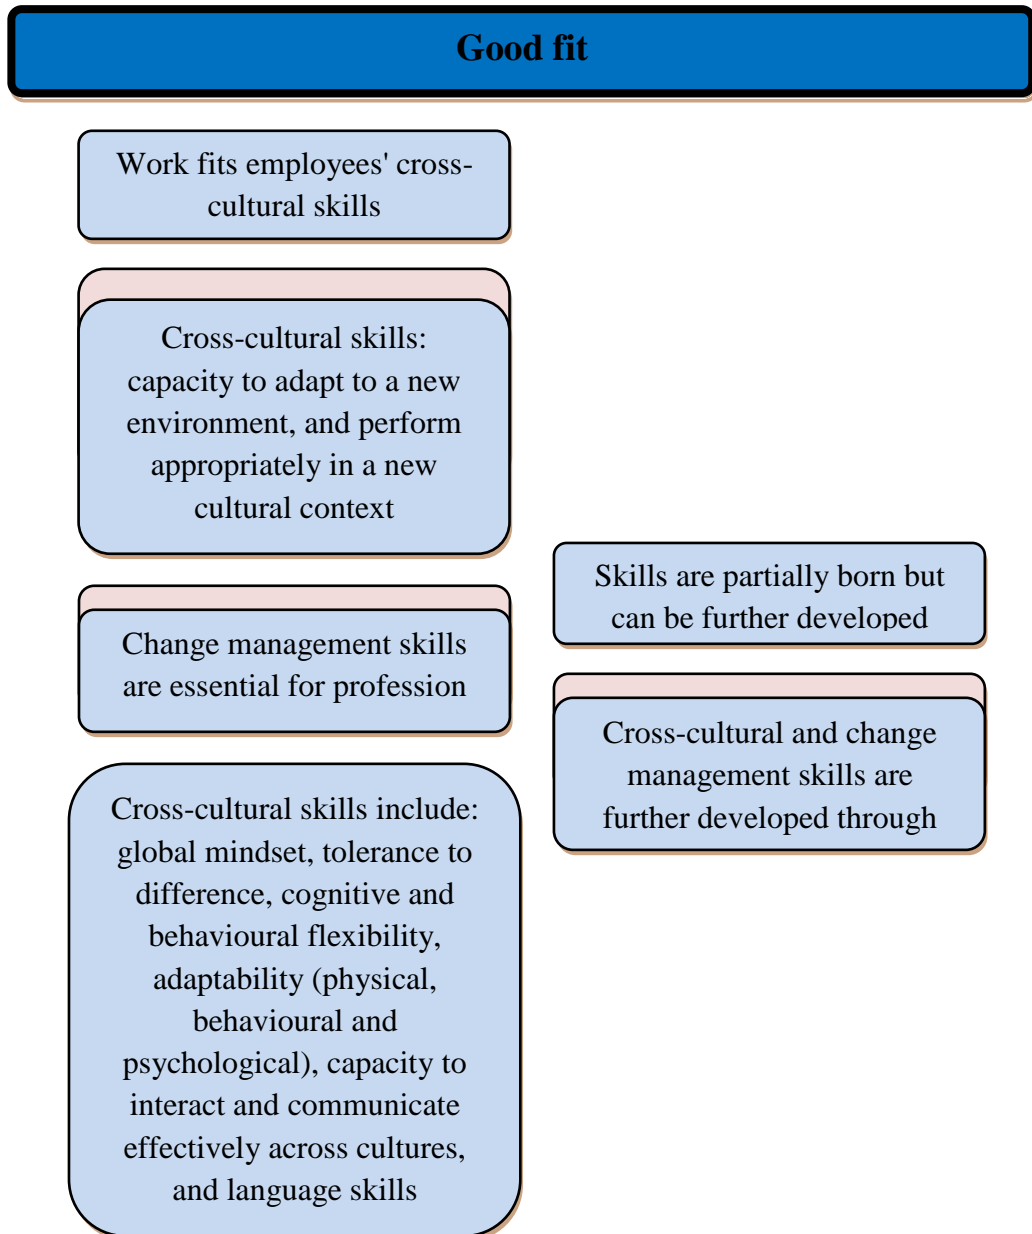 Good fit
Work fits employees' cross-
cultural skills
Cross-cultural skills:
capacity to adapt to a new
environment, and perform
appropriately in a new
cultural context
Change management skills
are essential for profession
Cross-cultural skills include:
global mindset, tolerance to
difference, cognitive and
behavioural flexibility,
adaptability (physical,
behavioural and
psychological), capacity to
interact and communicate
effectively across cultures,
and language skills
Skills are partially born but
can be further developed
Cross-cultural and change
management skills are
further developed through